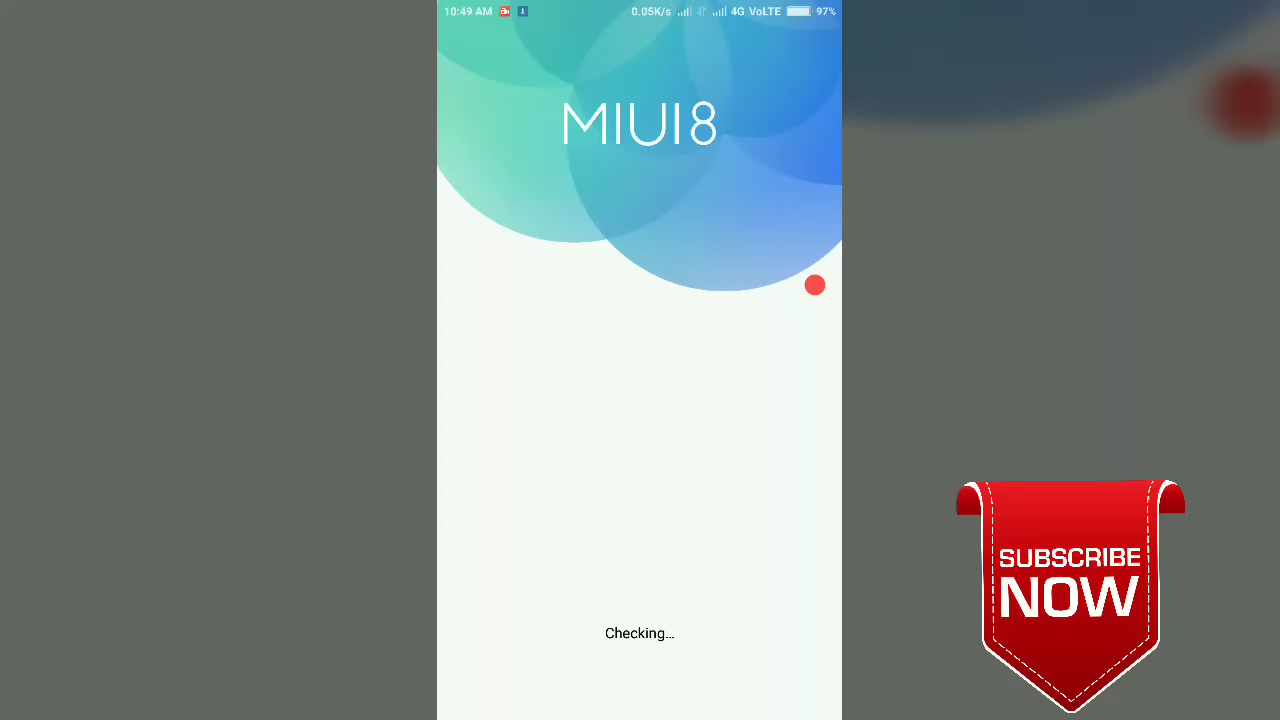 10:49 AM 0.05K/s 4G VoLTE 97%
MIUI8
Checking...
SUBSCRIBE
NOW